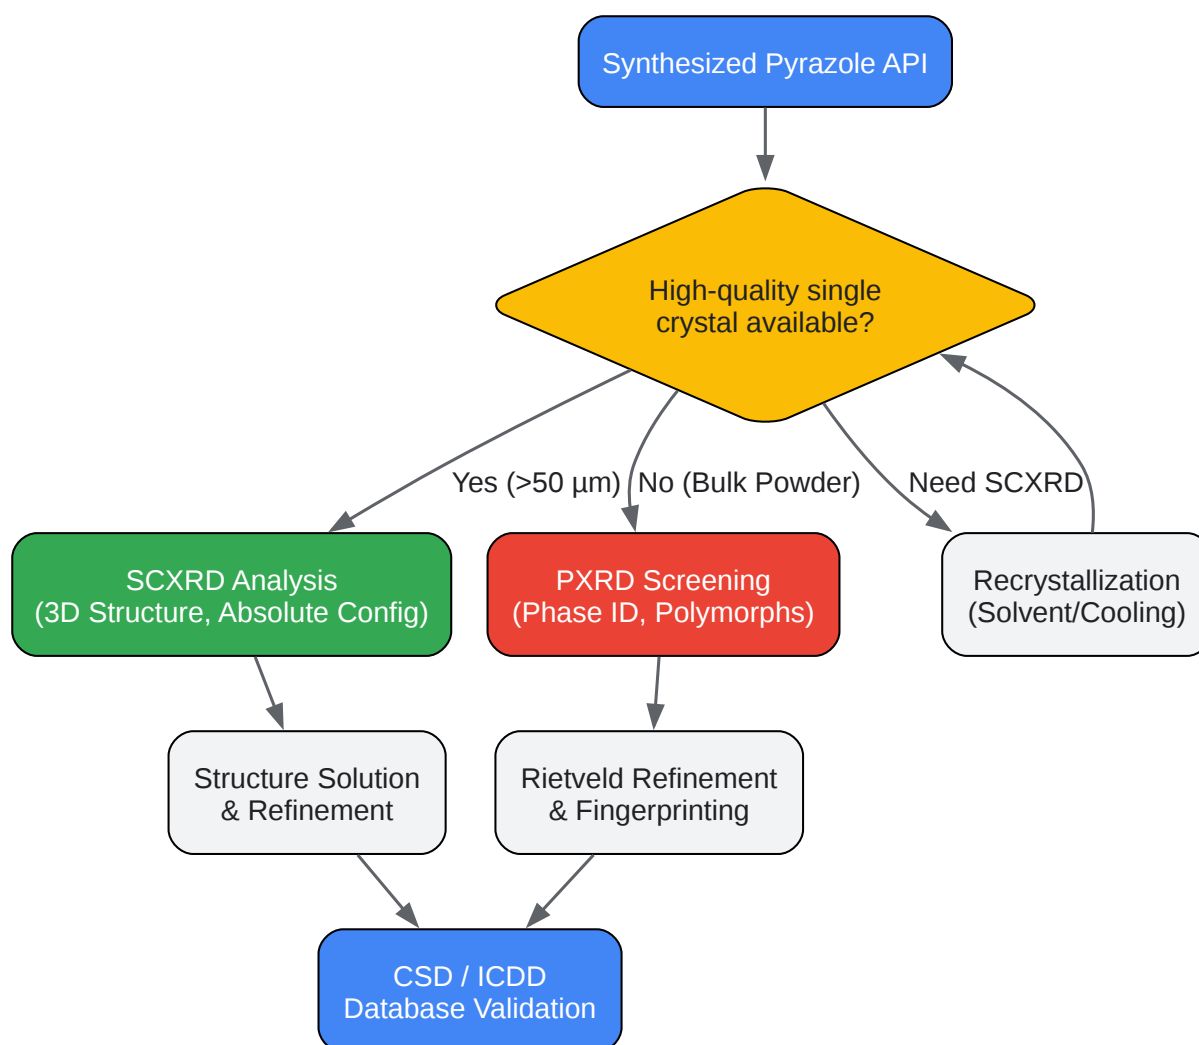 Synthesized Pyrazole API
High-quality single
crystal available?
Yes (>50 µm)
No (Bulk Powder)
Need SCXRD
SCXRD Analysis
(3D Structure, Absolute Config)
PXRD Screening
(Phase ID, Polymorphs)
Recrystallization
(Solvent/Cooling)
Structure Solution
& Refinement
Rietveld Refinement
& Fingerprinting
CSD / ICDD
Database Validation